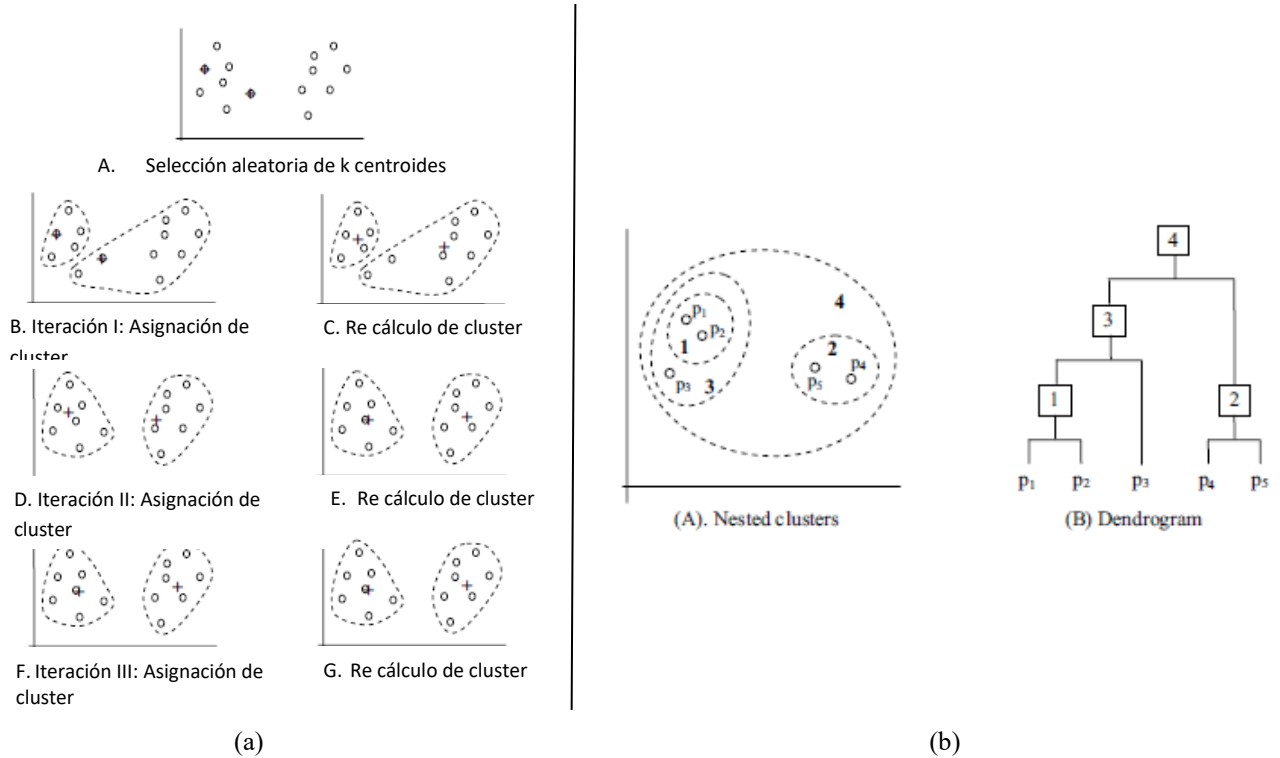 A. Selección aleatoria de k centroides
B. Iteración I: Asignación de
cluster
C. Re cálculo de cluster
D. Iteración II: Asignación de
cluster
E. Re cálculo de cluster
F. Iteración III: Asignación de
cluster
G. Re cálculo de cluster
(a)
p1
p2
1
p3
3
4
2
p5
p4
(A). Nested clusters
4
3
1
2
p1 p2 p3 p4 p5
(B) Dendrogram
(b)